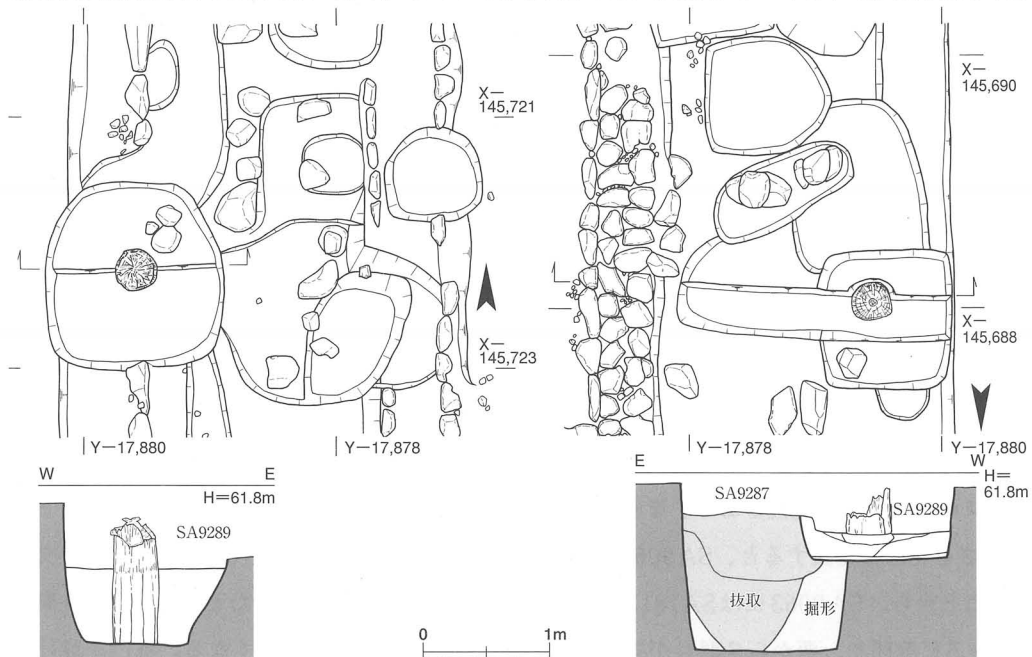 X—
145,721
X—
145,723
Y—17,880
Y—17,878
X—
145,690
X—
145,688
Y—17,878
Y—17,880
W
E
H=61.8m
SA9289
E
W
H=
61.8m
SA9287
SA9289
抜取
掘形
0
1m